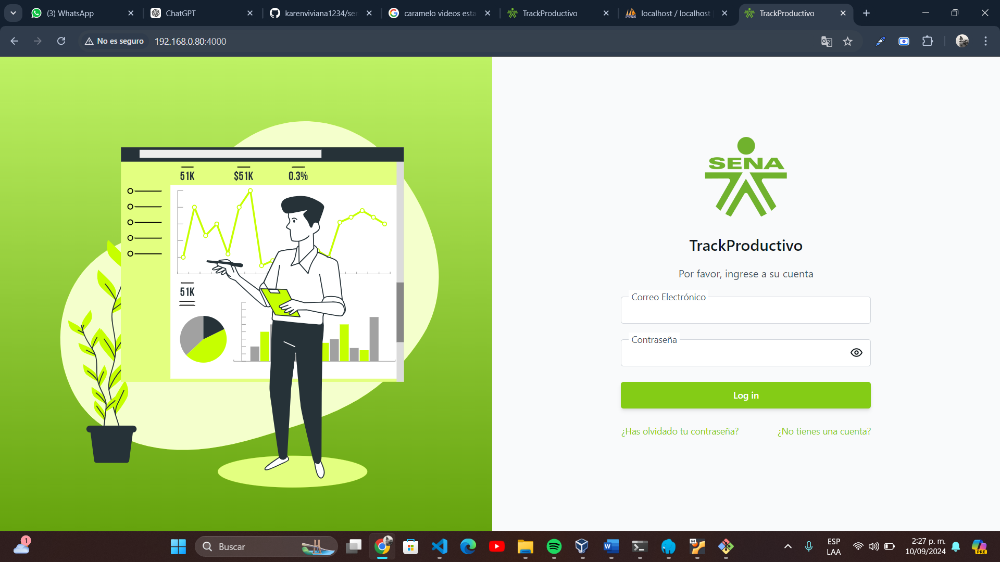 (3) WhatsApp
ChatGPT
karenviviana1234/ser
caramelo videos esta
TrackProductivo
localhost / localhost
TrackProductivo
No es seguro
192.168.0.80:4000
51K
$51K
0.3%
51K
SENA
TrackProductivo
Por favor, ingrese a su cuenta
Correo Electrónico
Contraseña
Log in
¿Has olvidado tu contraseña?
¿No tienes una cuenta?
1
Buscar
64
ESP
LAA
2:27 p. m.
10/09/2024
PRE